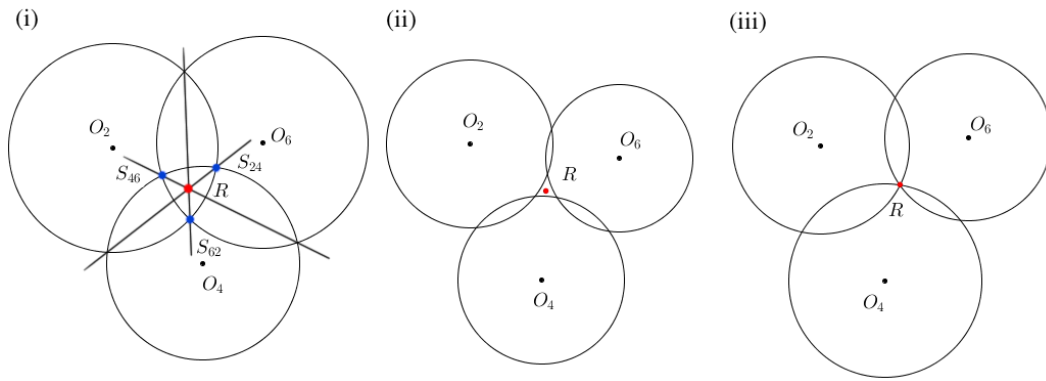 (i)
O₂
O₆
S₄₆
S₂₄
R
S₆₂
O₄
(ii)
O₂
O₆
R
O₄
(iii)
O₂
O₆
R
O₄